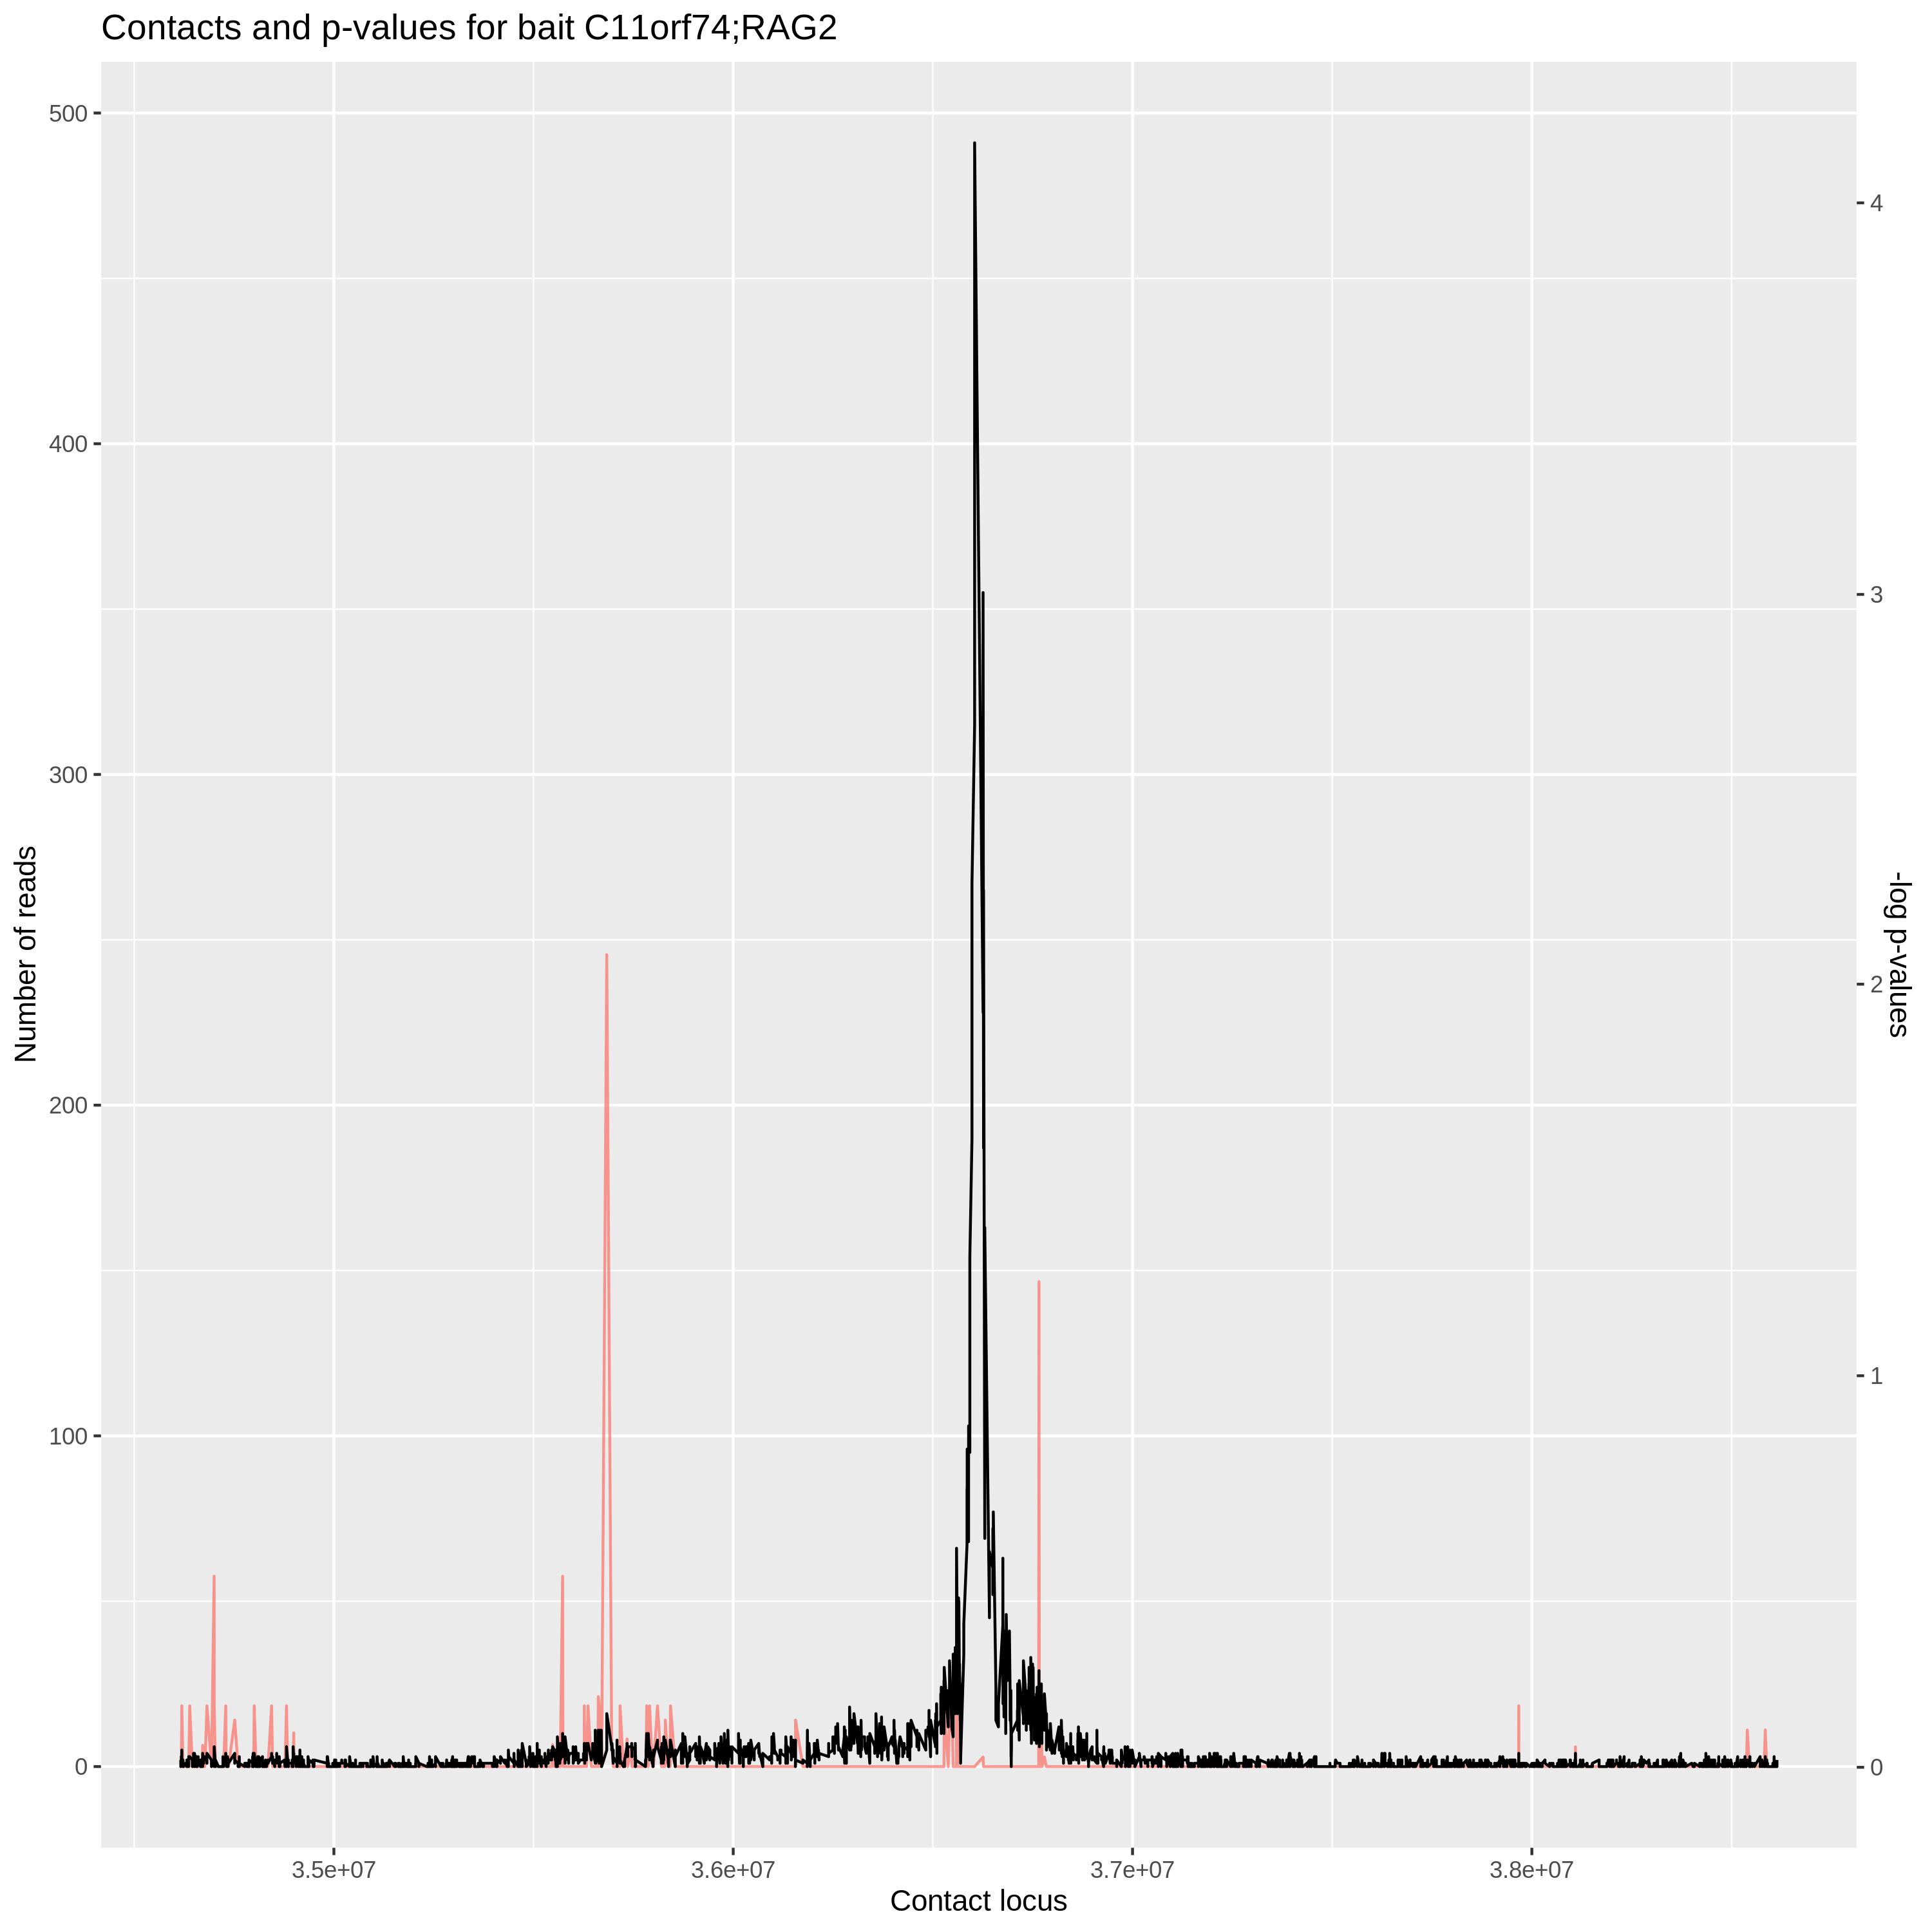 Contacts and p-values for bait C11orf74;RAG2
500
400
300
200
100
0
Number of reads
4
3
2
1
0
-log p-values
3.5e+07
3.6e+07
3.7e+07
3.8e+07
Contact locus